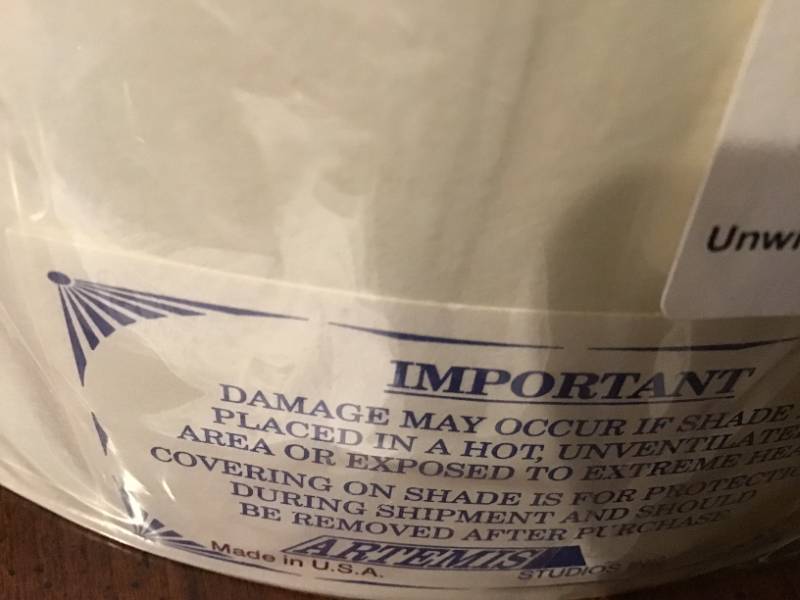 Unwr
IMPORTANT
DAMAGE MAY OCCUR IF SHADE
PLACED IN A HOT, UNVENTILATE
AREA OR EXPOSED TO EXTREME HEA
COVERING ON SHADE IS FOR PROTECTI
DURING SHIPMENT AND SHOULD
BE REMOVED AFTER PURCHASE
Made in U.S.A.
ARTEMIS
STUDIOS